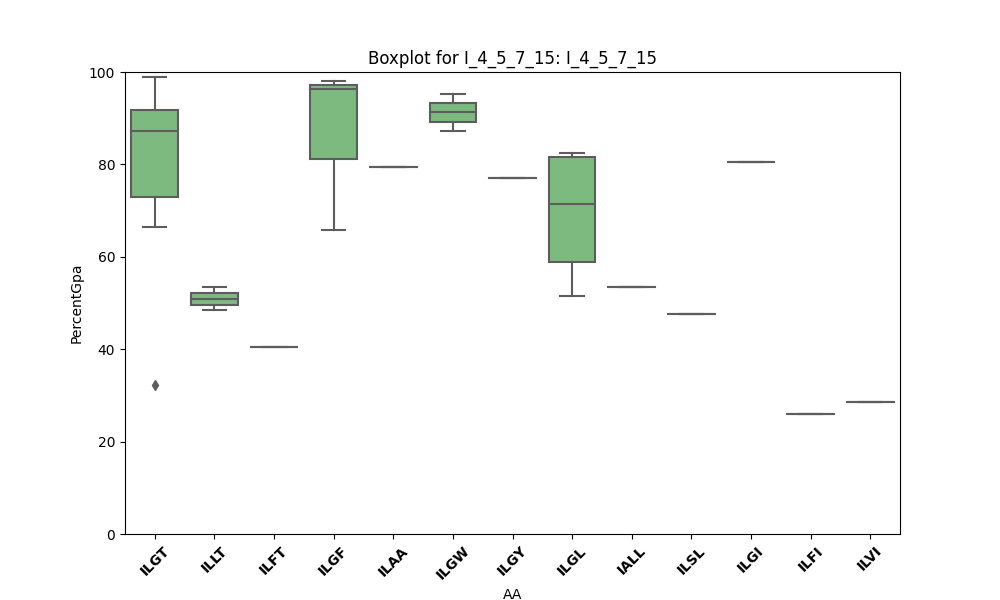 Boxplot for I_4_5_7_15: I_4_5_7_15
100
80
60
40
20
0
PercentGpa
ILGT ILLT ILFT ILGF ILAA ILGW ILGY ILGL IALL ILSL ILGI ILFI ILVI
AA